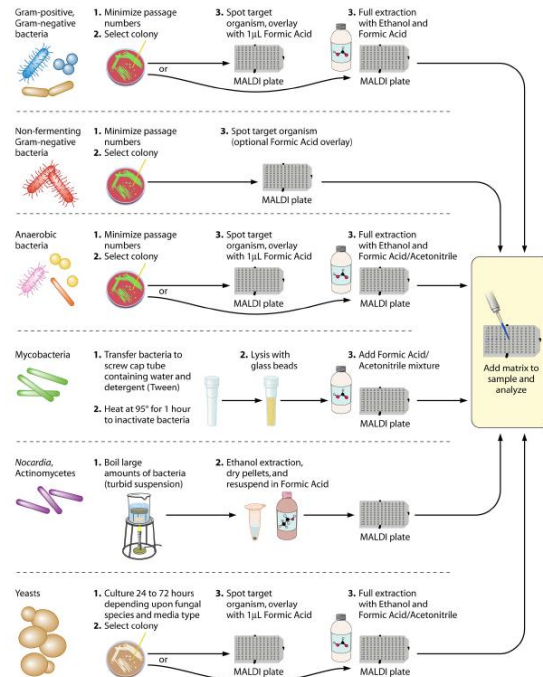 Gram-positive,
Gram-negative
bacteria
1. Minimize passage
numbers
2. Select colony
or
3. Spot target
organism, overlay
with 1µL Formic Acid
MALDI plate
3. Full extraction
with Ethanol and
Formic Acid
MALDI plate
Non-fermenting
Gram-negative
bacteria
1. Minimize passage
numbers
2. Select colony
3. Spot target organism
(optional Formic Acid overlay)
MALDI plate
Anaerobic
bacteria
1. Minimize passage
numbers
2. Select colony
or
3. Spot target
organism, overlay
with 1µL Formic Acid
MALDI plate
3. Full extraction
with Ethanol and
Formic Acid/Acetonitrile
MALDI plate
Add matrix to
sample and
analyze
Mycobacteria
1. Transfer bacteria to
screw cap tube
containing water and
detergent (Tween)
2. Heat at 95° for 1 hour
to inactivate bacteria
2. Lysis with
glass beads
3. Add Formic Acid/
Acetonitrile mixture
MALDI plate
Nocardia,
Actinomycetes
1. Boil large
amounts of bacteria
(turbid suspension)
2. Ethanol extraction,
dry pellets, and
resuspend in Formic Acid
MALDI plate
Yeasts
1. Culture 24 to 72 hours
depending upon fungal
species and media type
2. Select colony
or
3. Spot target
organism, overlay
with 1µL Formic Acid
MALDI plate
3. Full extraction
with Ethanol and
Formic Acid/Acetonitrile
MALDI plate